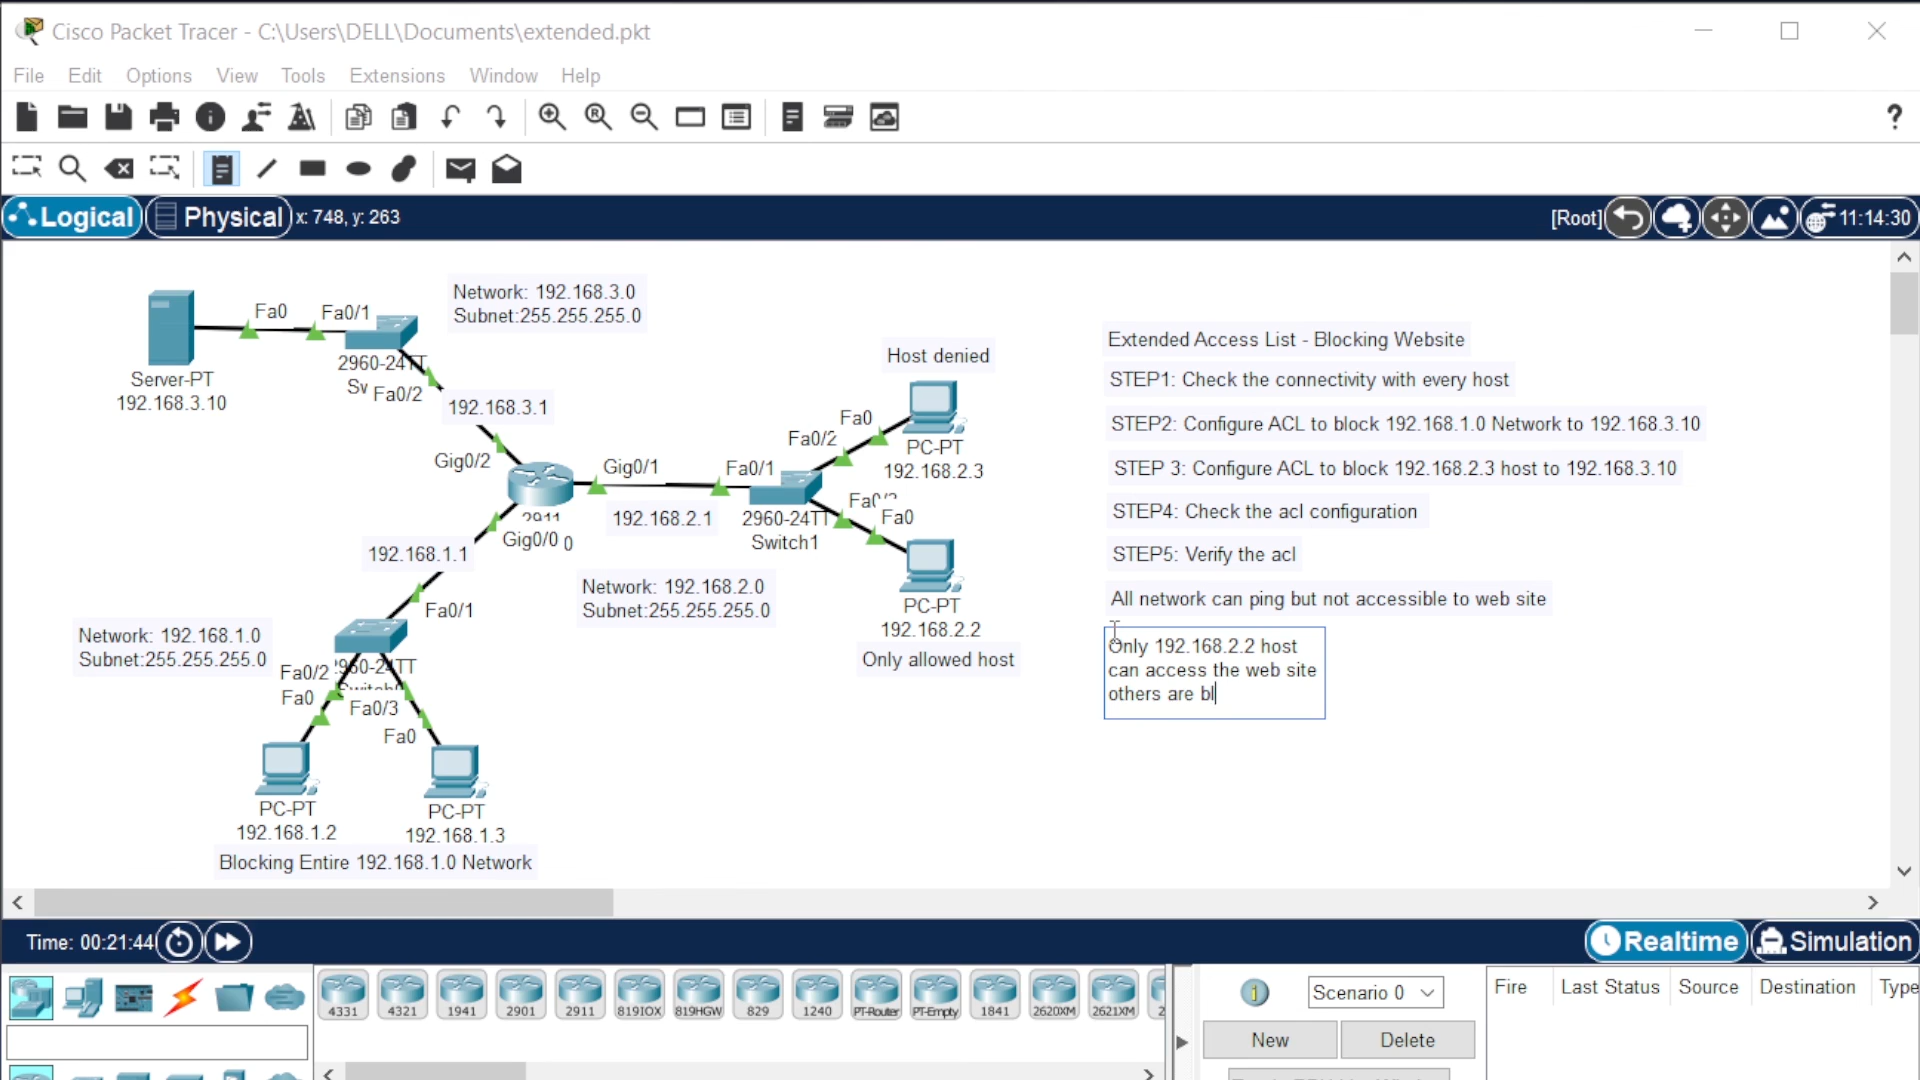 Cisco Packet Tracer - C:\Users\DELL\Documents\extended.pkt
File Edit Options View Tools Extensions Window Help
Logical Physical x: 748, y: 263 [Root] 11:14:30
Network: 192.168.3.0
Subnet:255.255.255.0
Fa0 Fa0/1
2960-24TT
Fa0/2
Server-PT
192.168.3.10
192.168.3.1
Gig0/2
Gig0/1
Fa0/1
2911
Gig0/0
192.168.2.1
2960-24TT
Switch1
Host denied
Fa0
Fa0/2
PC-PT
192.168.2.3
Fa0
PC-PT
192.168.2.2
Only allowed host
Network: 192.168.2.0
Subnet:255.255.255.0
192.168.1.1
Fa0/1
Network: 192.168.1.0
Subnet:255.255.255.0
Fa0/2
Fa0
Fa0/3
Fa0
PC-PT
192.168.1.2
PC-PT
192.168.1.3
Blocking Entire 192.168.1.0 Network
Extended Access List - Blocking Website
STEP1: Check the connectivity with every host
STEP2: Configure ACL to block 192.168.1.0 Network to 192.168.3.10
STEP 3: Configure ACL to block 192.168.2.3 host to 192.168.3.10
STEP4: Check the acl configuration
STEP5: Verify the acl
All network can ping but not accessible to web site
Only 192.168.2.2 host
can access the web site
others are bl
Time: 00:21:44 Realtime Simulation
4331 4321 1941 2901 2911 819IOX 819HGW 829 1240 PT-Router PT-Empty 1841 2620XM 2621XM
Scenario 0
New Delete
Fire Last Status Source Destination Type